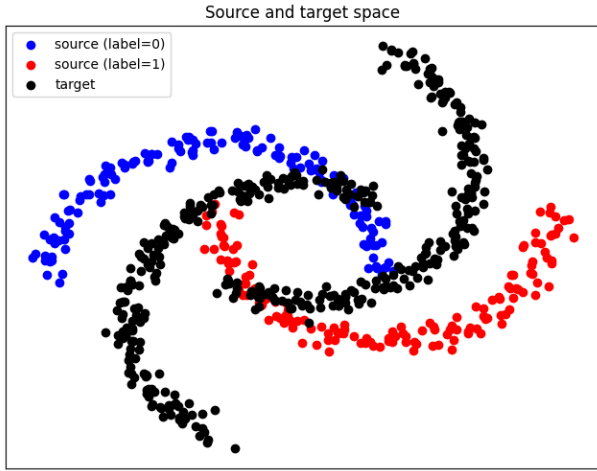 Source and target space
source (label=0)
source (label=1)
target